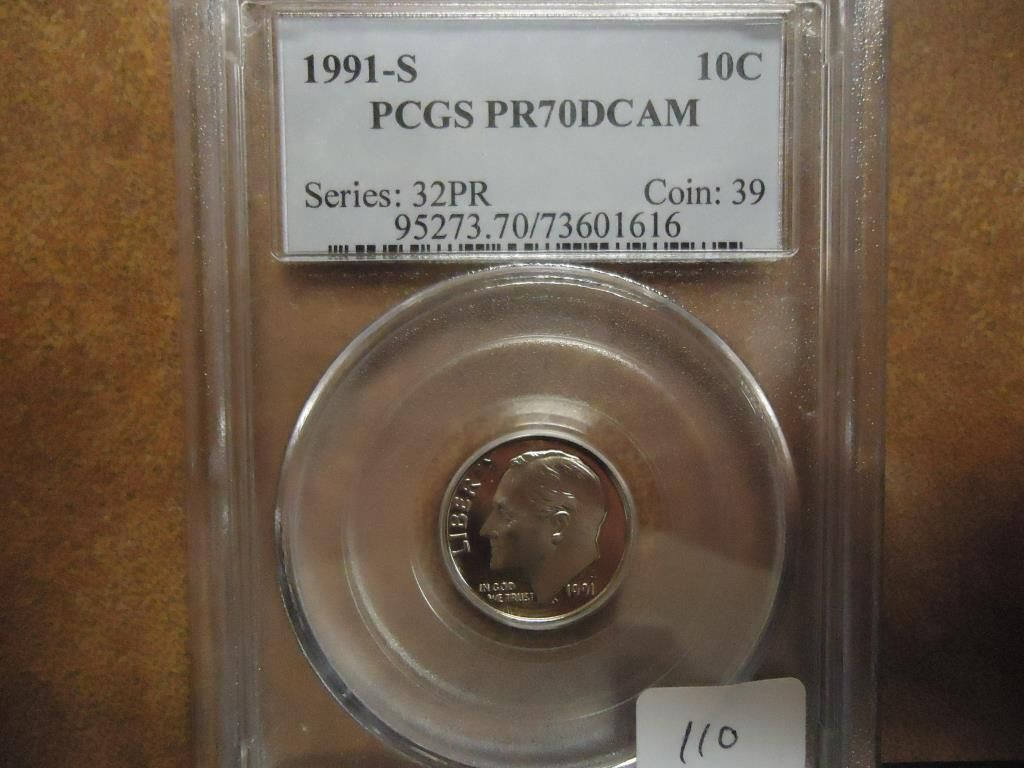 1991-S 10C
PCGS PR70DCAM
Series: 32PR Coin: 39
95273.70/73601616
LIBERTY
IN GOD
WE TRUST
1991
110